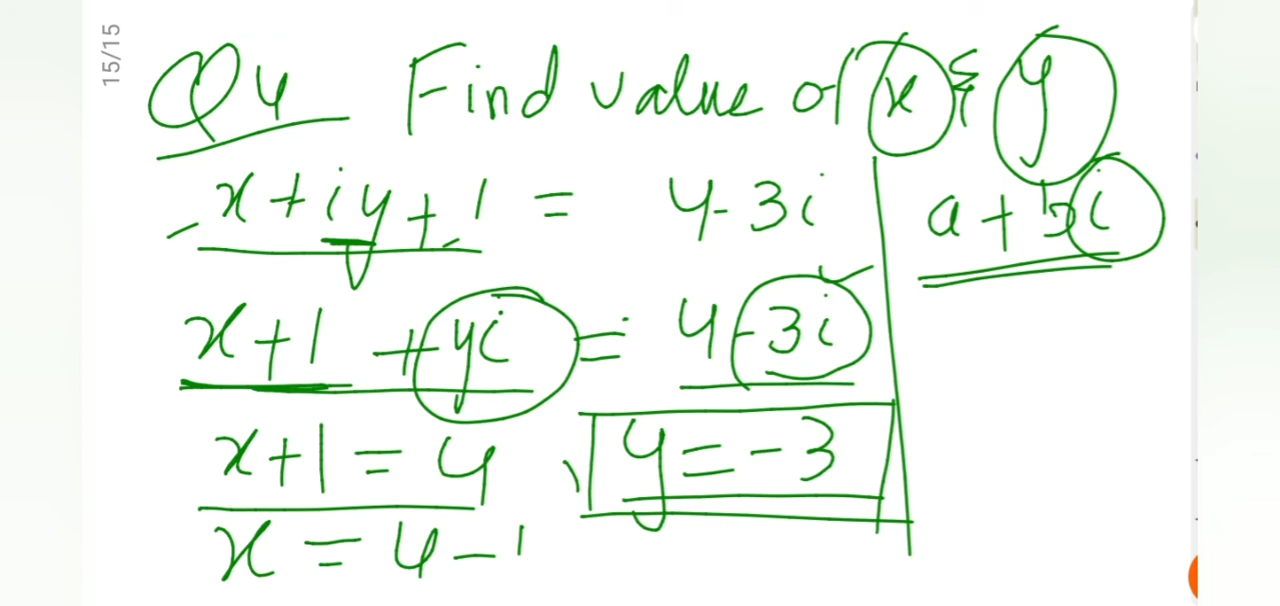 15/15
Q4 Find value of x & y
x + iy + 1 = 4 - 3i
a + bi
x + 1 + yi = 4 - 3i
x + 1 = 4
y = -3
x = 4 - 1